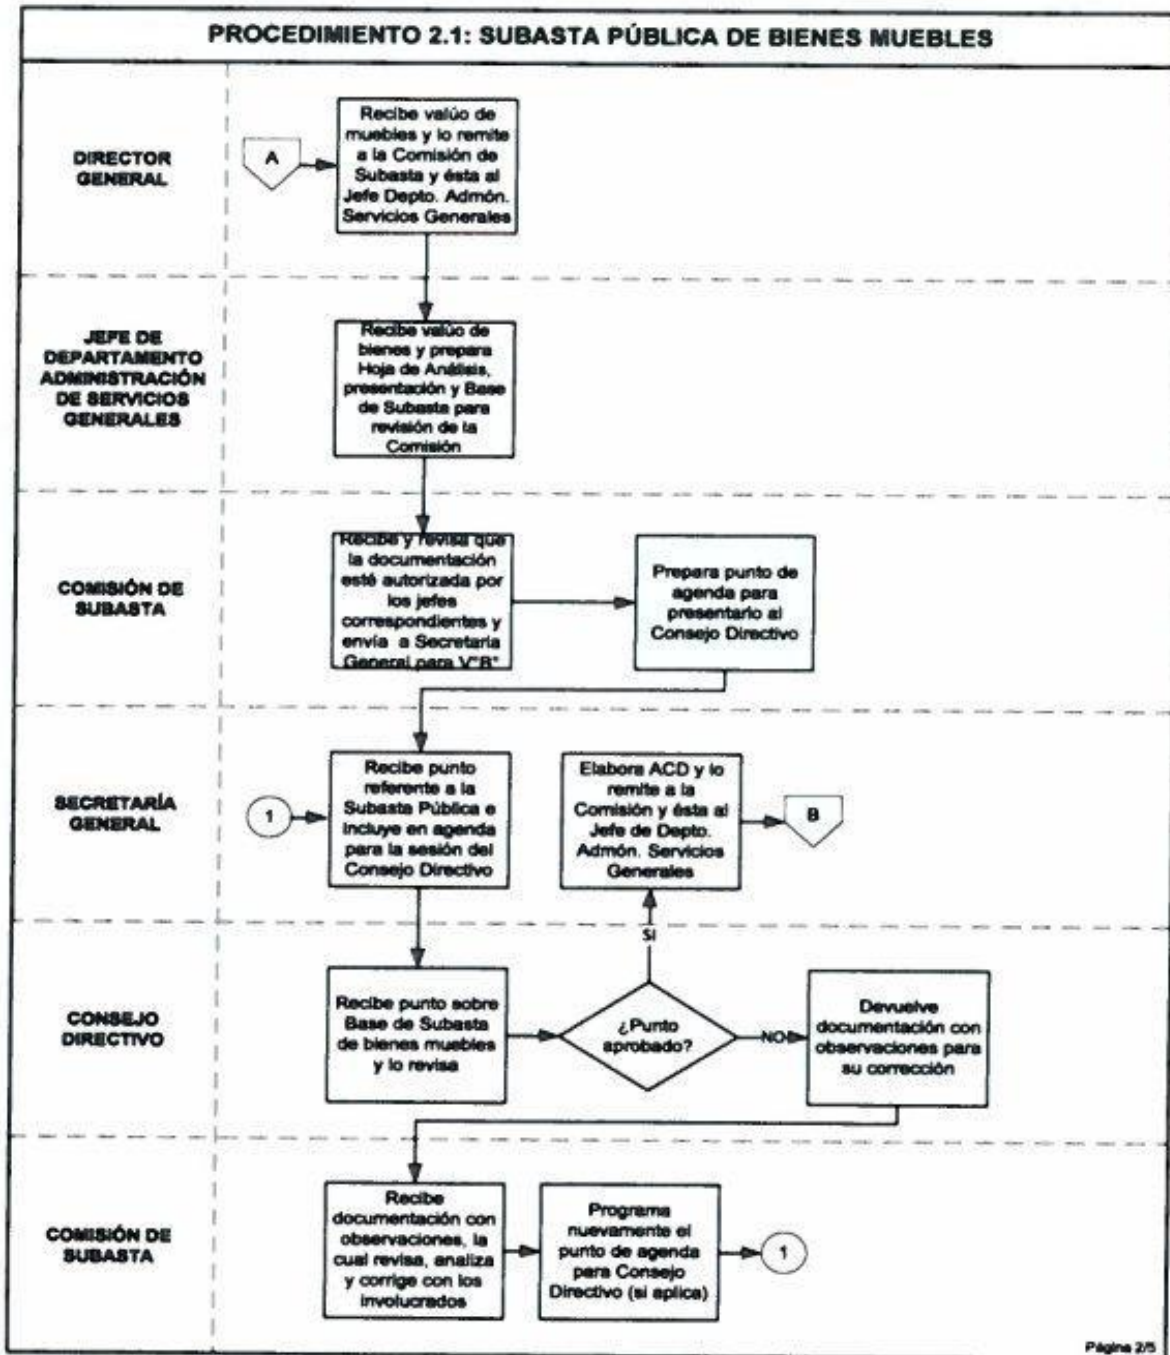 PROCEDIMIENTO 2.1: SUBASTA PÚBLICA DE BIENES MUEBLES
DIRECTOR
GENERAL
A
Recibe valúo de
muebles y lo remite
a la Comisión de
Subasta y ésta al
Jefe Depto. Admón.
Servicios Generales
JEFE DE
DEPARTAMENTO
ADMINISTRACIÓN
DE SERVICIOS
GENERALES
Recibe valúo de
bienes y prepara
Hoja de Análisis,
presentación y Base
de Subasta para
revisión de la
Comisión
COMISIÓN DE
SUBASTA
Recibe y revisa que
la documentación
esté autorizada por
los jefes
correspondientes y
envía a Secretaría
General para V°B°
Prepara punto de
agenda para
presentarlo al
Consejo Directivo
SECRETARÍA
GENERAL
1
Recibe punto
referente a la
Subasta Pública e
incluye en agenda
para la sesión del
Consejo Directivo
Elabora ACD y lo
remite a la
Comisión y ésta al
Jefe de Depto.
Admón. Servicios
Generales
B
SI
CONSEJO
DIRECTIVO
Recibe punto sobre
Base de Subasta
de bienes muebles
y lo revisa
¿Punto
aprobado?
NO
Devuelve
documentación con
observaciones para
su corrección
COMISIÓN DE
SUBASTA
Recibe
documentación con
observaciones, la
cual revisa, analiza
y corrige con los
involucrados
Programa
nuevamente el
punto de agenda
para Consejo
Directivo (si aplica)
1
Página 2/5